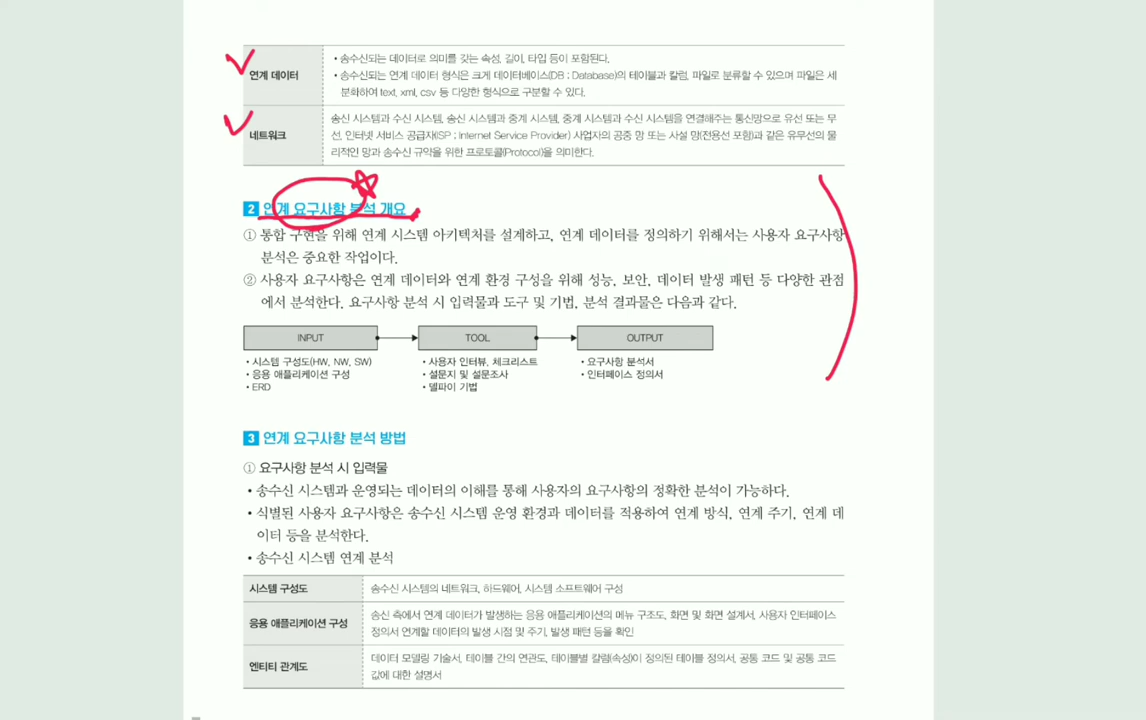 연계 데이터
• 송수신되는 데이터로 의미를 갖는 속성, 길이, 타입 등이 포함된다.
• 송수신되는 연계 데이터 형식은 크게 데이터베이스(DB ; Database)의 테이블과 칼럼, 파일로 분류할 수 있으며 파일은 세
분화하여 text, xml, csv 등 다양한 형식으로 구분할 수 있다.
네트워크
송신 시스템과 수신 시스템, 송신 시스템과 중계 시스템, 중계 시스템과 수신 시스템을 연결해주는 통신망으로 유선 또는 무
선, 인터넷 서비스 공급자(ISP ; Internet Service Provider) 사업자의 공중 망 또는 사설 망(전용선 포함)과 같은 유무선의 물
리적인 망과 송수신 규약을 위한 프로토콜(Protocol)을 의미한다.
2 연계 요구사항 분석 개요
① 통합 구현을 위해 연계 시스템 아키텍처를 설계하고, 연계 데이터를 정의하기 위해서는 사용자 요구사항
분석은 중요한 작업이다.
② 사용자 요구사항은 연계 데이터와 연계 환경 구성을 위해 성능, 보안, 데이터 발생 패턴 등 다양한 관점
에서 분석한다. 요구사항 분석 시 입력물과 도구 및 기법, 분석 결과물은 다음과 같다.
INPUT
• 시스템 구성도(HW, NW, SW)
• 응용 애플리케이션 구성
• ERD
TOOL
• 사용자 인터뷰, 체크리스트
• 설문지 및 설문조사
• 델파이 기법
OUTPUT
• 요구사항 분석서
• 인터페이스 정의서
3 연계 요구사항 분석 방법
① 요구사항 분석 시 입력물
• 송수신 시스템과 운영되는 데이터의 이해를 통해 사용자의 요구사항의 정확한 분석이 가능하다.
• 식별된 사용자 요구사항은 송수신 시스템 운영 환경과 데이터를 적용하여 연계 방식, 연계 주기, 연계 데
이터 등을 분석한다.
• 송수신 시스템 연계 분석
시스템 구성도
송수신 시스템의 네트워크, 하드웨어, 시스템 소프트웨어 구성
응용 애플리케이션 구성
송신 측에서 연계 데이터가 발생하는 응용 애플리케이션의 메뉴 구조도, 화면 및 화면 설계서, 사용자 인터페이스
정의서 연계할 데이터의 발생 시점 및 주기, 발생 패턴 등을 확인
엔티티 관계도
데이터 모델링 기술서, 테이블 간의 연관도, 테이블별 칼럼(속성)이 정의된 테이블 정의서, 공통 코드 및 공통 코드
값에 대한 설명서